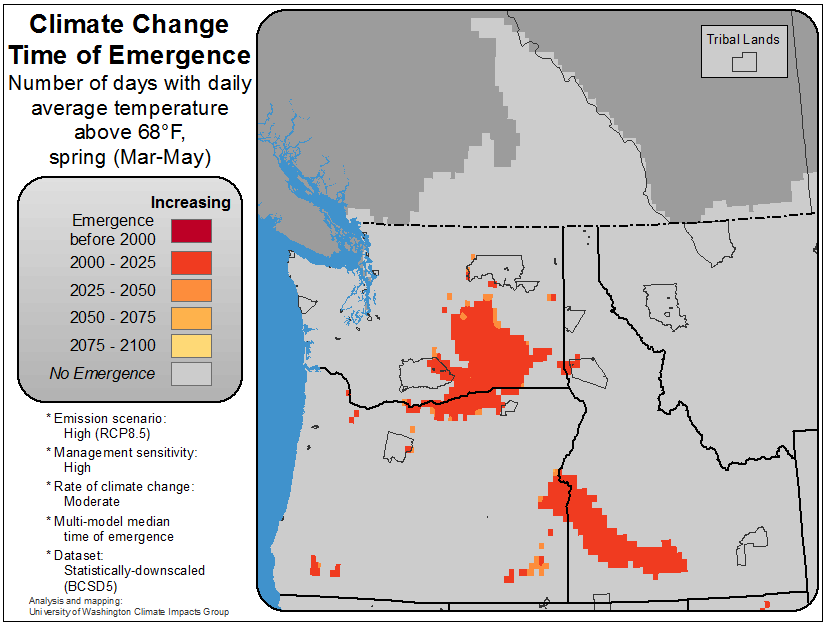 Climate Change
Time of Emergence
Number of days with daily
average temperature
above 68°F,
spring (Mar-May)
Increasing
Emergence
before 2000
2000 - 2025
2025 - 2050
2050 - 2075
2075 - 2100
No Emergence
* Emission scenario:
High (RCP8.5)
* Management sensitivity:
High
* Rate of climate change:
Moderate
* Multi-model median
time of emergence
* Dataset:
Statistically-downscaled
(BCSD5)
Analysis and mapping:
University of Washington Climate Impacts Group
Tribal Lands